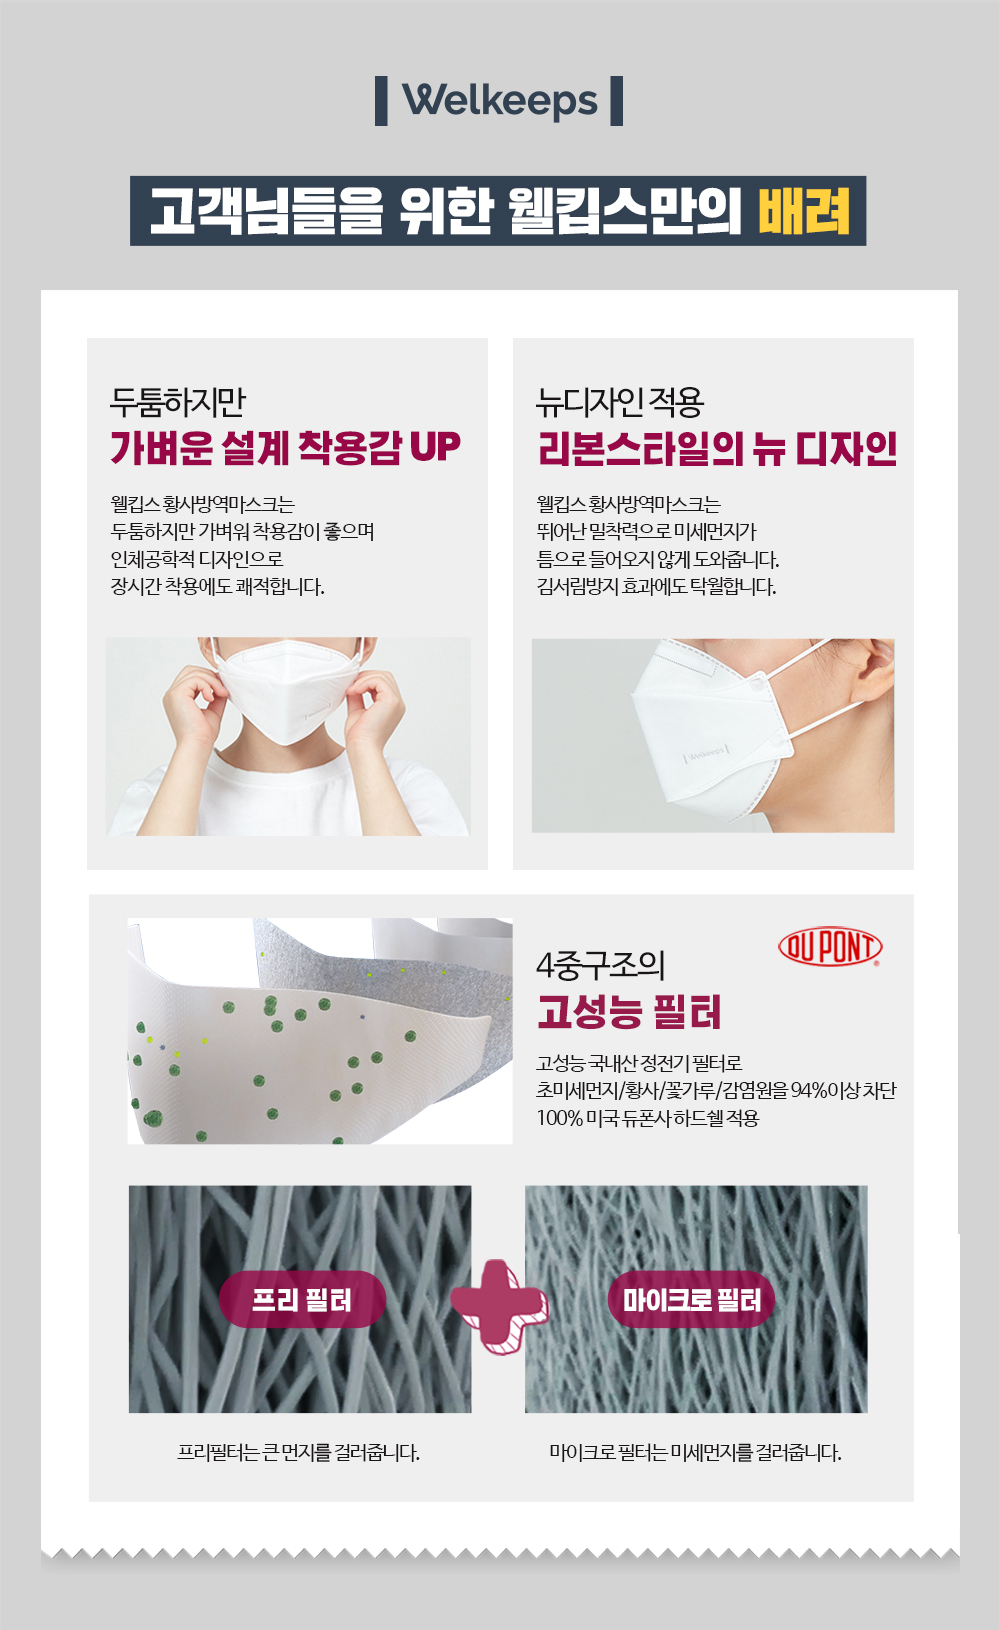 Welkeeps
고객님들을 위한 웰킵스만의 배려
두툼하지만
가벼운 설계 착용감 UP
웰킵스 황사방역마스크는
두툼하지만 가벼워 착용감이 좋으며
인체공학적 디자인으로
장시간 착용에도 쾌적합니다.
뉴디자인 적용
리본스타일의 뉴 디자인
웰킵스 황사방역마스크는
뛰어난 밀착력으로 미세먼지가
틈으로 들어오지 않게 도와줍니다.
김서림방지 효과에도 탁월합니다.
Welkeeps
DU PONT
4중구조의
고성능 필터
고성능 국내산 정전기 필터로
초미세먼지/황사/꽃가루/감염원을 94%이상 차단
100% 미국 듀폰사 하드쉘 적용
프리 필터
마이크로 필터
프리필터는 큰 먼지를 걸러줍니다.
마이크로 필터는 미세먼지를 걸러줍니다.